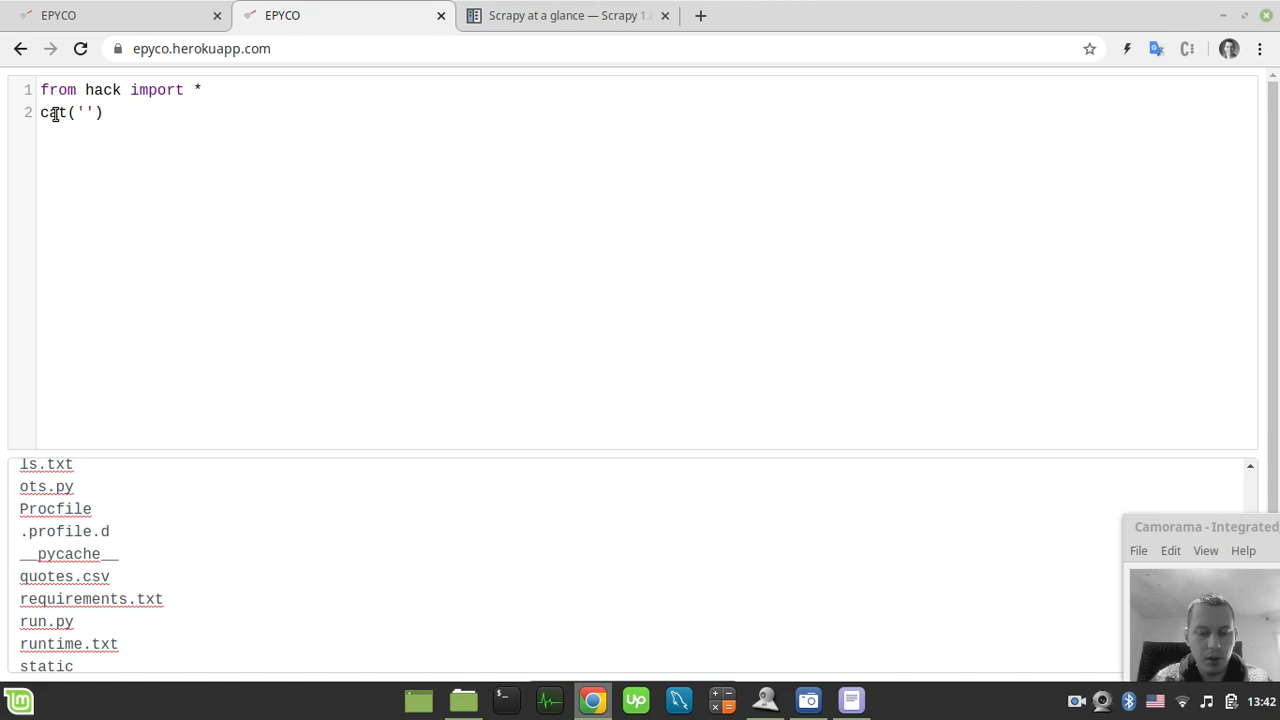 EPYCO
EPYCO
Scrapy at a glance — Scrapy 1.
epyco.herokuapp.com
1 from hack import *
2 cat('')
ls.txt
ots.py
Procfile
.profile.d
__pycache__
quotes.csv
requirements.txt
run.py
runtime.txt
static
Camorama - Integrated
File Edit View Help
up
13:42